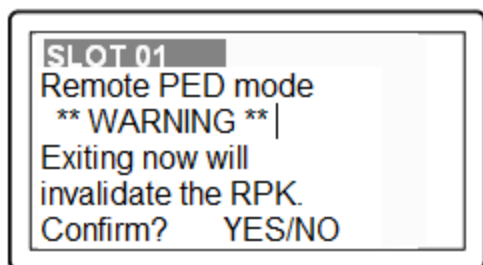 SLOT 01
Remote PED mode
** WARNING **
Exiting now will
invalidate the RPK.
Confirm? YES/NO